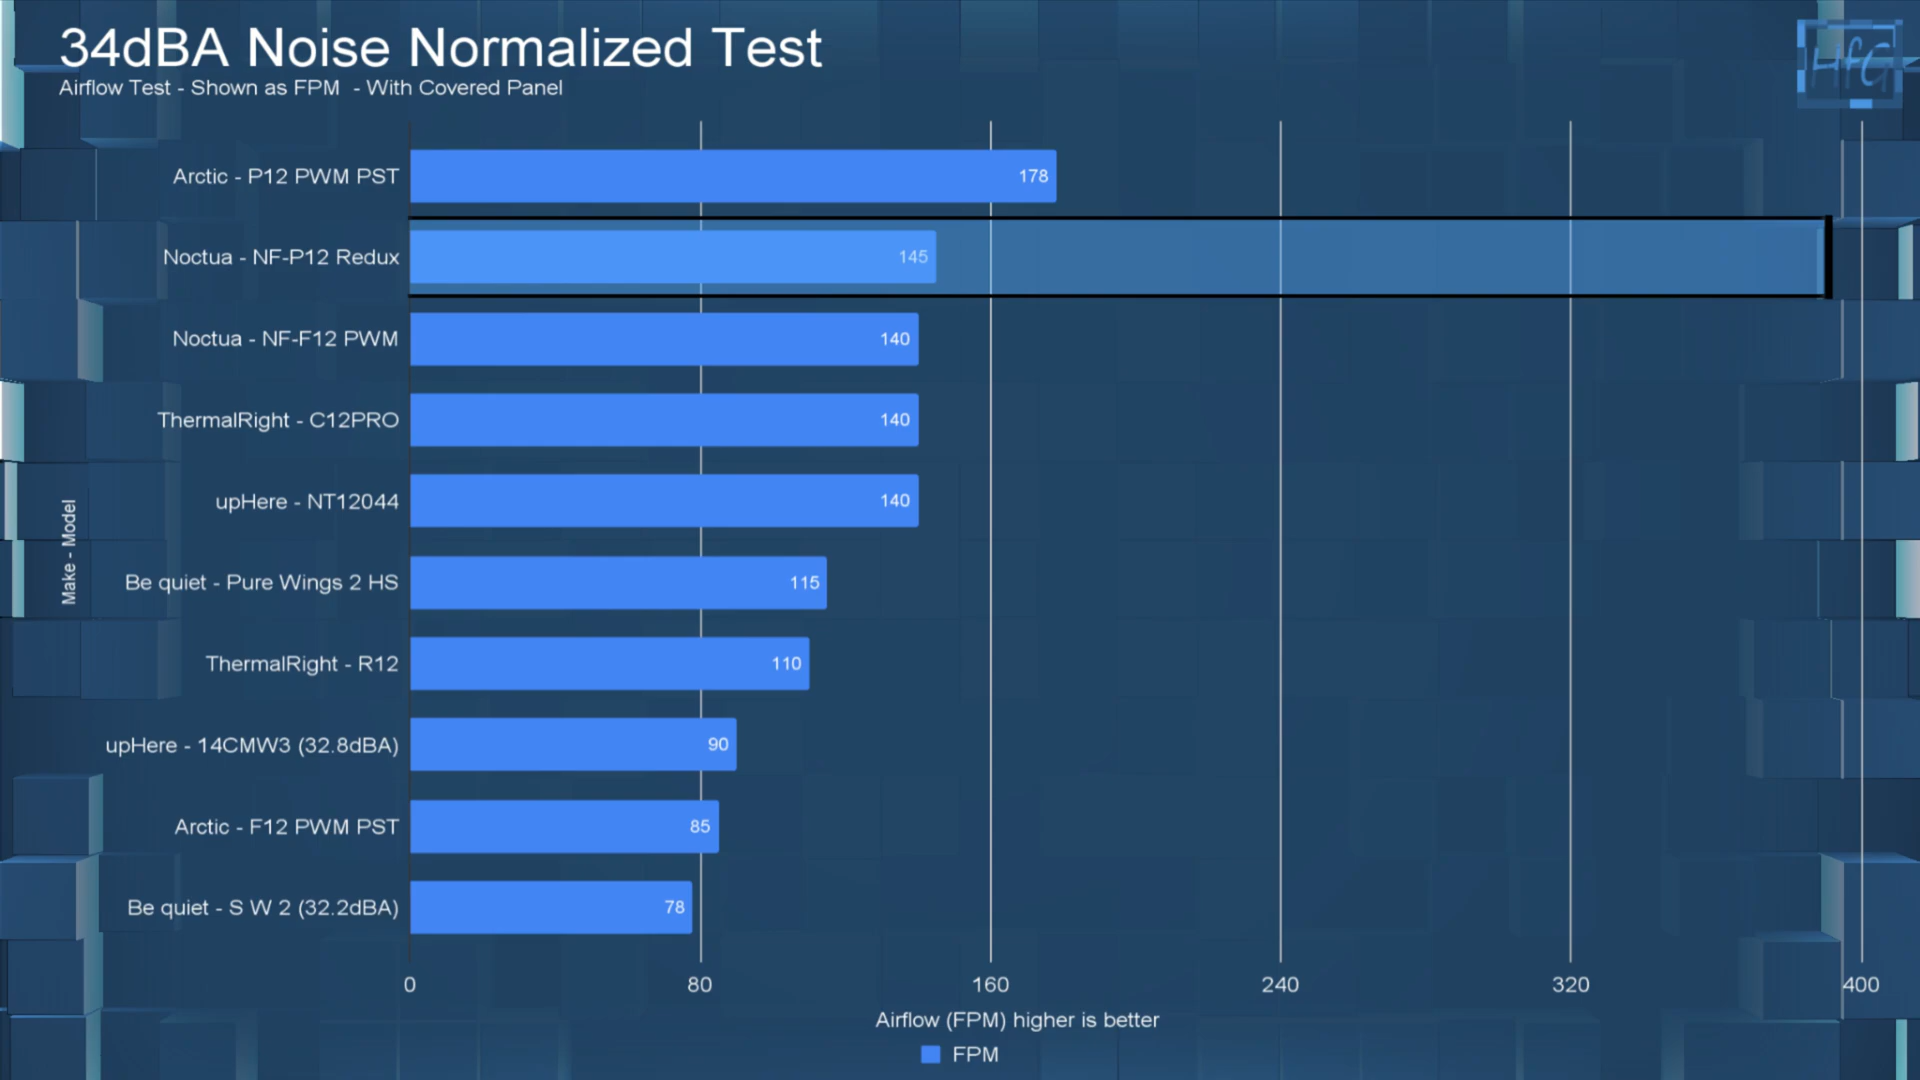 34dBA Noise Normalized Test
Airflow Test - Shown as FPM - With Covered Panel
HfG
Arctic - P12 PWM PST 178
Noctua - NF-P12 Redux 145
Noctua - NF-F12 PWM 140
ThermalRight - C12PRO 140
upHere - NT12044 140
Be quiet - Pure Wings 2 HS 115
ThermalRight - R12 110
upHere - 14CMW3 (32.8dBA) 90
Arctic - F12 PWM PST 85
Be quiet - S W 2 (32.2dBA) 78
Make - Model
0 80 160 240 320 400
Airflow (FPM) higher is better
FPM